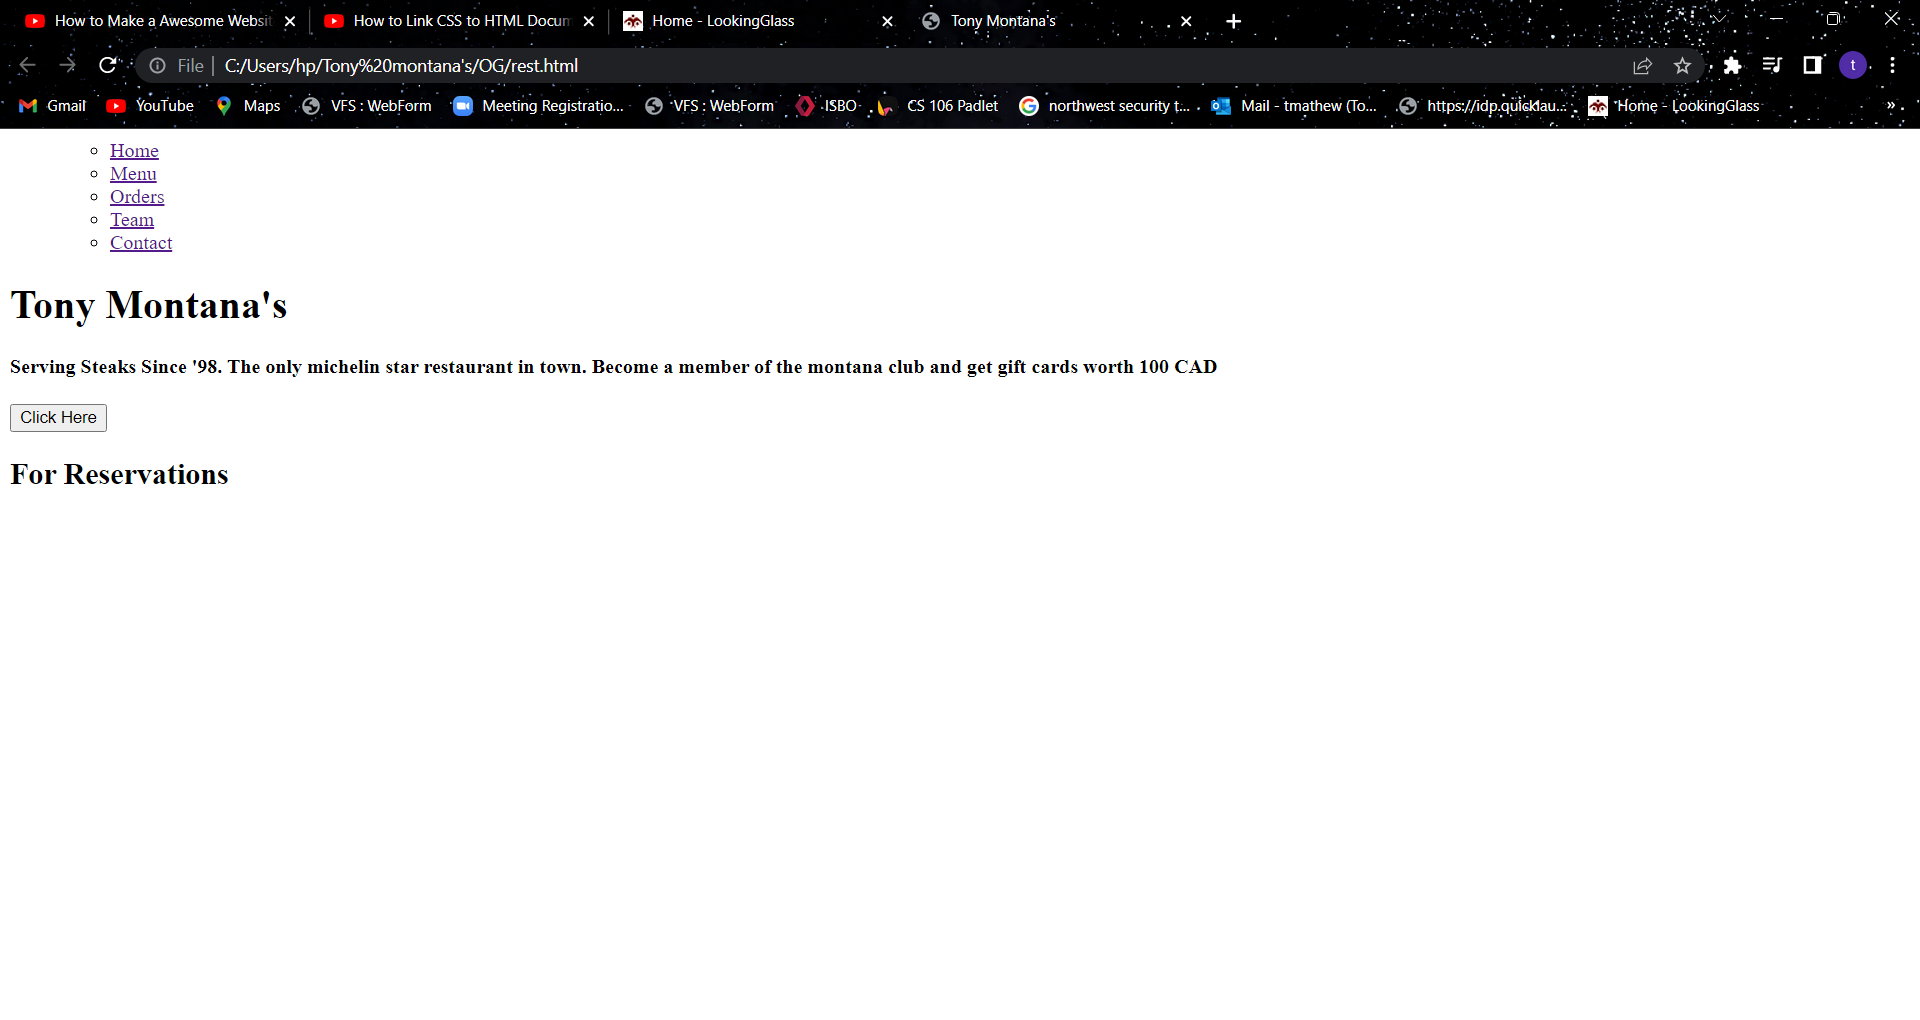 How to Make a Awesome Websit
How to Link CSS to HTML Docum
Home - LookingGlass
Tony Montana's
File
C:/Users/hp/Tony%20montana's/OG/rest.html
t
Gmail
YouTube
Maps
VFS : WebForm
Meeting Registratio...
VFS : WebForm
ISBO
CS 106 Padlet
northwest security t...
Mail - tmathew (To...
https://idp.quicklau...
Home - LookingGlass
»
Home
Menu
Orders
Team
Contact
Tony Montana's
Serving Steaks Since '98. The only michelin star restaurant in town. Become a member of the montana club and get gift cards worth 100 CAD
Click Here
For Reservations